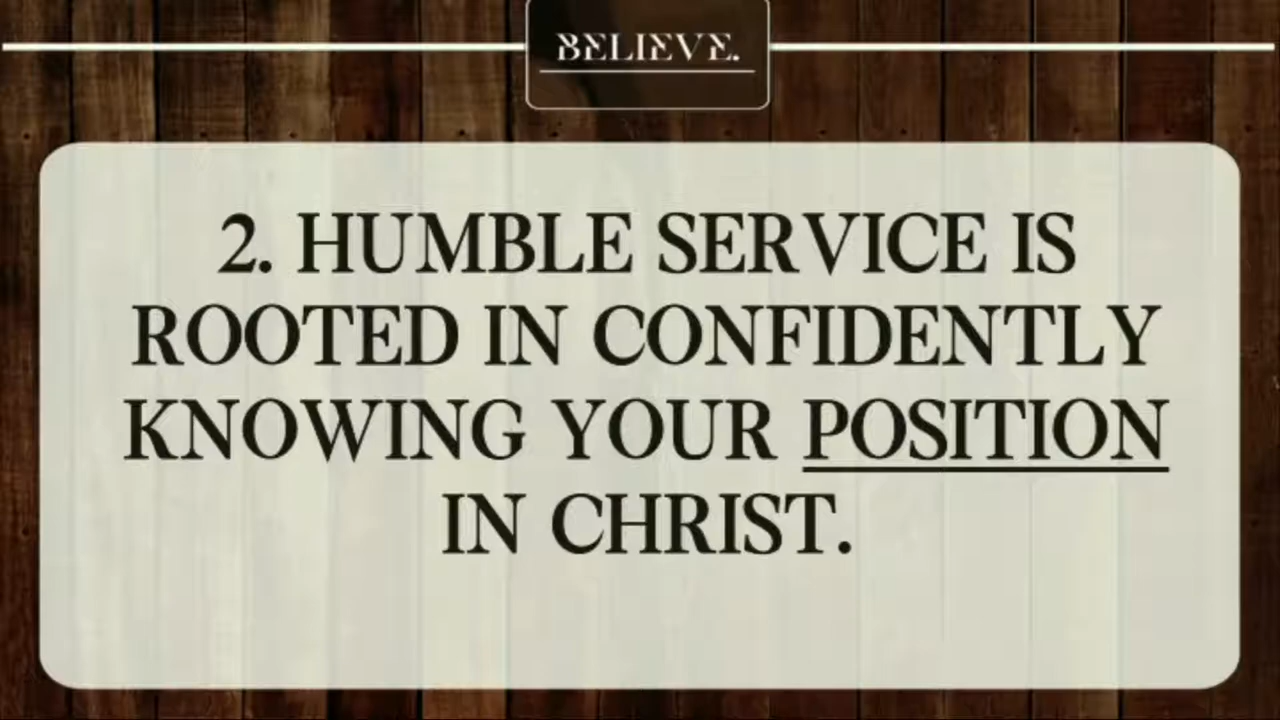 BELIEVE.
2. HUMBLE SERVICE IS
ROOTED IN CONFIDENTLY
KNOWING YOUR POSITION
IN CHRIST.